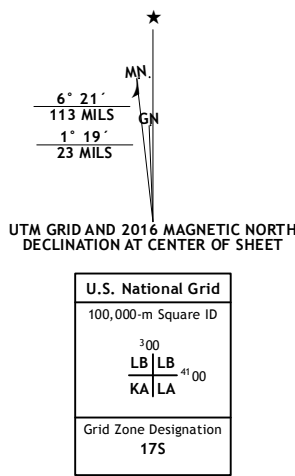 ★
MN.
6° 21´
113 MILS
GN
1° 19´
23 MILS
UTM GRID AND 2016 MAGNETIC NORTH
DECLINATION AT CENTER OF SHEET
U.S. National Grid
100,000-m Square ID
300
LB LB
4100
KA LA
Grid Zone Designation
17S